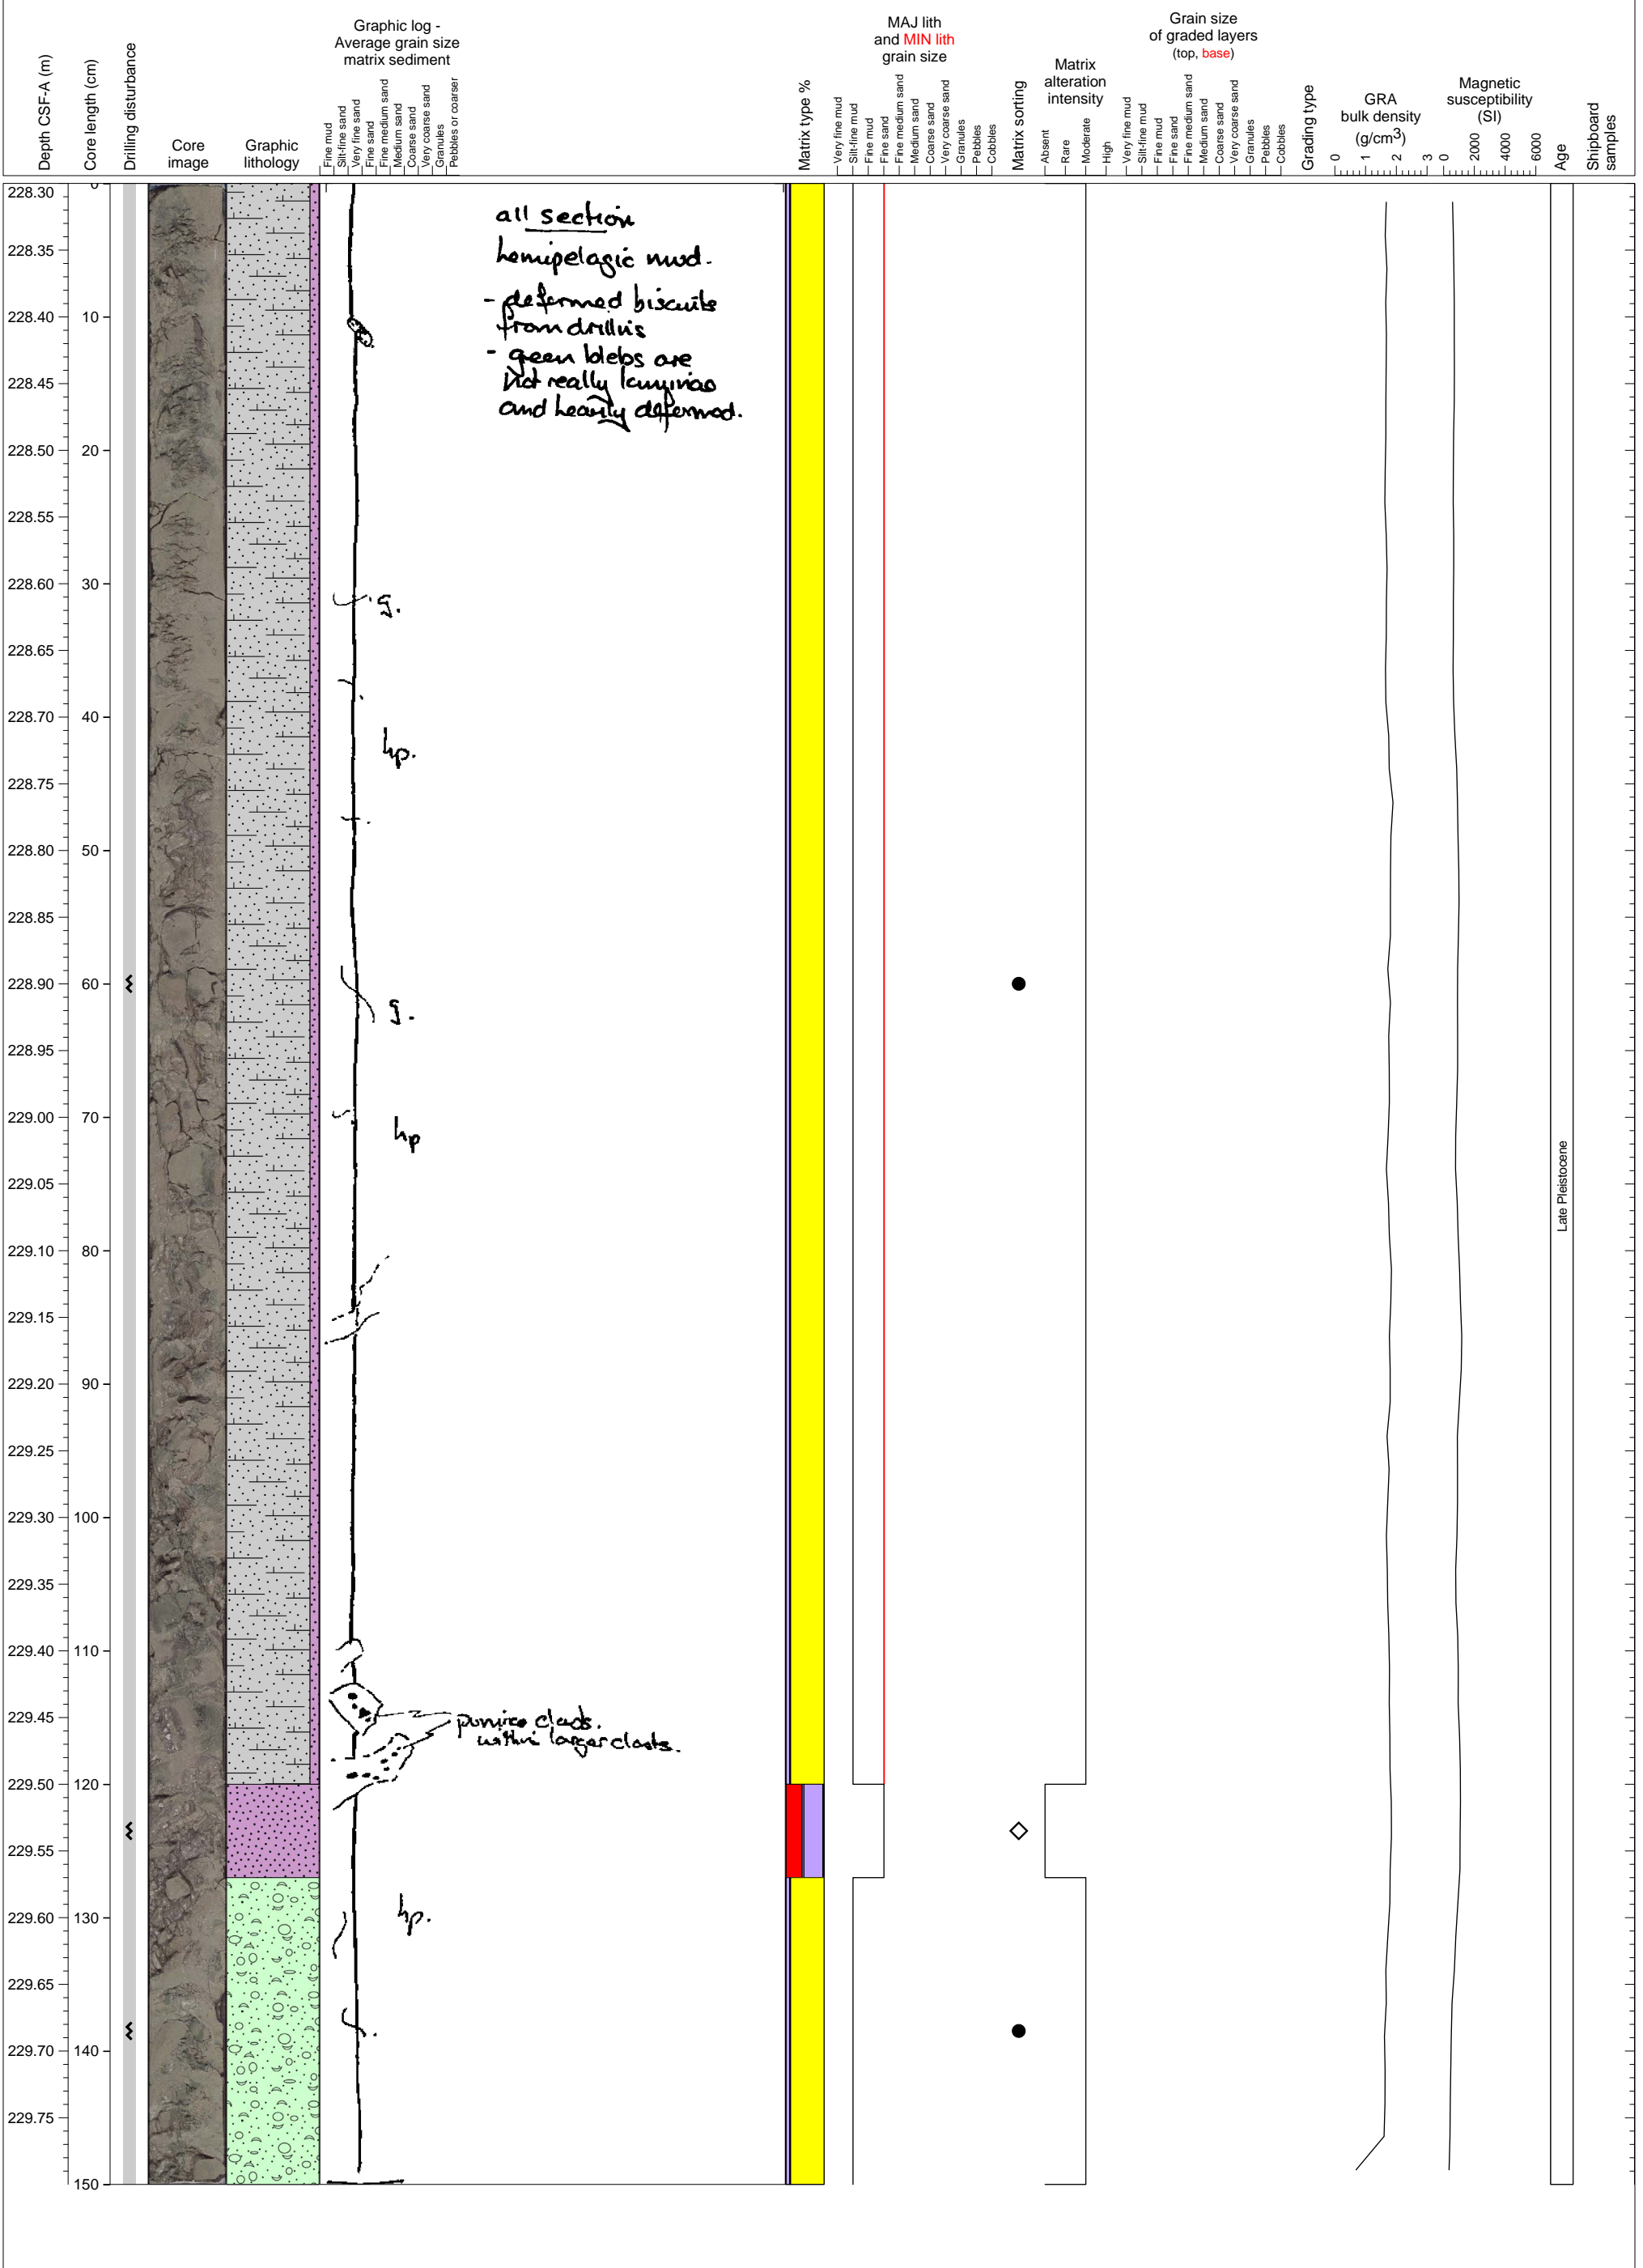 Graphic log -
Average grain size
matrix sediment
MAJ lith
and MIN lith
grain size
Grain size
of graded layers
(top, base)
Depth CSF-A (m)
Core length (cm)
Drilling disturbance
Core
image
Graphic
lithology
Fine mud
Silt-fine sand
Very fine sand
Fine sand
Fine medium sand
Medium sand
Coarse sand
Very coarse sand
Granules
Pebbles or coarser
Matrix type %
Very fine mud
Silt-fine mud
Fine mud
Fine sand
Fine medium sand
Medium sand
Coarse sand
Very coarse sand
Granules
Pebbles
Cobbles
Matrix sorting
Matrix
alteration
intensity
Absent
Rare
Moderate
High
Very fine mud
Silt-fine mud
Fine mud
Fine sand
Fine medium sand
Medium sand
Coarse sand
Very coarse sand
Granules
Pebbles
Cobbles
Grading type
GRA
bulk density
(g/cm3)
0 1 2 3
Magnetic
susceptibility
(SI)
0 2000 4000 6000
Age
Shipboard
samples
228.30 0
228.35
228.40 10
228.45
228.50 20
228.55
228.60 30
228.65
228.70 40
228.75
228.80 50
228.85
228.90 60
228.95
229.00 70
229.05
229.10 80
229.15
229.20 90
229.25
229.30 100
229.35
229.40 110
229.45
229.50 120
229.55
229.60 130
229.65
229.70 140
229.75
150
all section
hemipelagic mud.
- deformed biscuits
from drilling
- green blebs are
not really laminae
and heavily deformed.
g.
hp.
g.
hp
pumice clasts.
within larger clasts.
hp.
Late Pleistocene